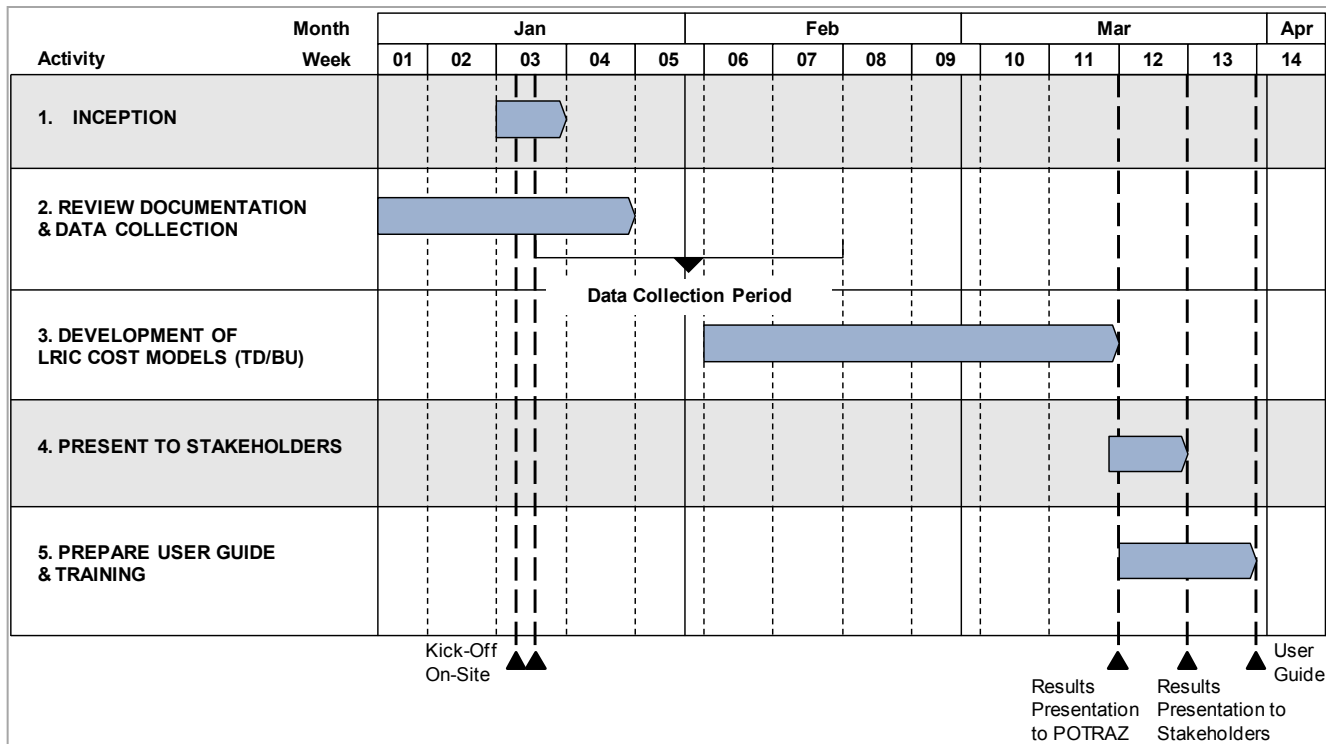 Month Jan Feb Mar Apr
Activity Week 01 02 03 04 05 06 07 08 09 10 11 12 13 14
1. INCEPTION
2. REVIEW DOCUMENTATION
& DATA COLLECTION
Data Collection Period
3. DEVELOPMENT OF
LRIC COST MODELS (TD/BU)
4. PRESENT TO STAKEHOLDERS
5. PREPARE USER GUIDE
& TRAINING
Kick-Off
On-Site
Results
Presentation
to POTRAZ
Results
Presentation to
Stakeholders
User
Guide